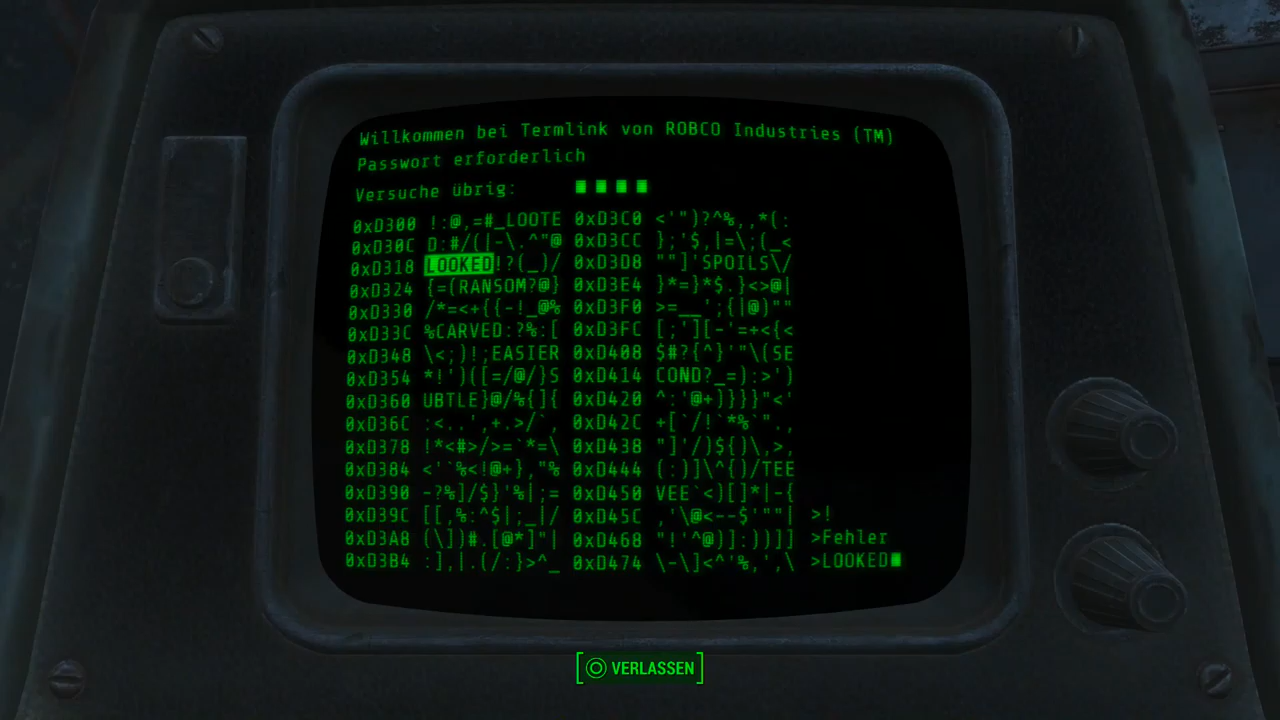 Willkommen bei Termlink von ROBCO Industries (TM)
Passwort erforderlich
Versuche übrig: ■ ■ ■ ■
0xD300 !:@,=#_LOOTE 0xD3C0 <'")?^%,,*(:
0xD30C D:#/(|-\.^"@ 0xD3CC };'$,|=\;(_<
0xD318 LOOKED!?(_)/ 0xD3D8 ""]'SPOILS\/
0xD324 {=(RANSOM?@} 0xD3E4 }*=}*$.}<>@|
0xD330 /*=<+{{-!_@% 0xD3F0 >=__';{|@)""
0xD33C %CARVED:?%:[ 0xD3FC [;'][-'=+<{<
0xD348 \<;)!;EASIER 0xD408 $#?{^}'"\(SE
0xD354 *!')([=/@/}S 0xD414 COND?_=):>')
0xD360 UBTLE}@/%{]{ 0xD420 ^:'@+)}}}"<'
0xD36C :<..',+.>/`, 0xD42C +[`/!`*%`".,
0xD378 !*<#>/>=`*=\ 0xD438 "]'/)${)\,>,
0xD384 <'`%<!@+},"% 0xD444 (:)]\^{)/TEE
0xD390 -?%]/$}'%|;= 0xD450 VEE`<)[]*|-{
0xD39C [[,%:^$|;_|/ 0xD45C ,'\@<--$'""| >!
0xD3A8 (\])#.[@*]"| 0xD468 "!'^@)]:))]] >Fehler
0xD3B4 :],|.(/:}>^_ 0xD474 \-\]<^'%,',\ >LOOKED■
[◎ VERLASSEN]